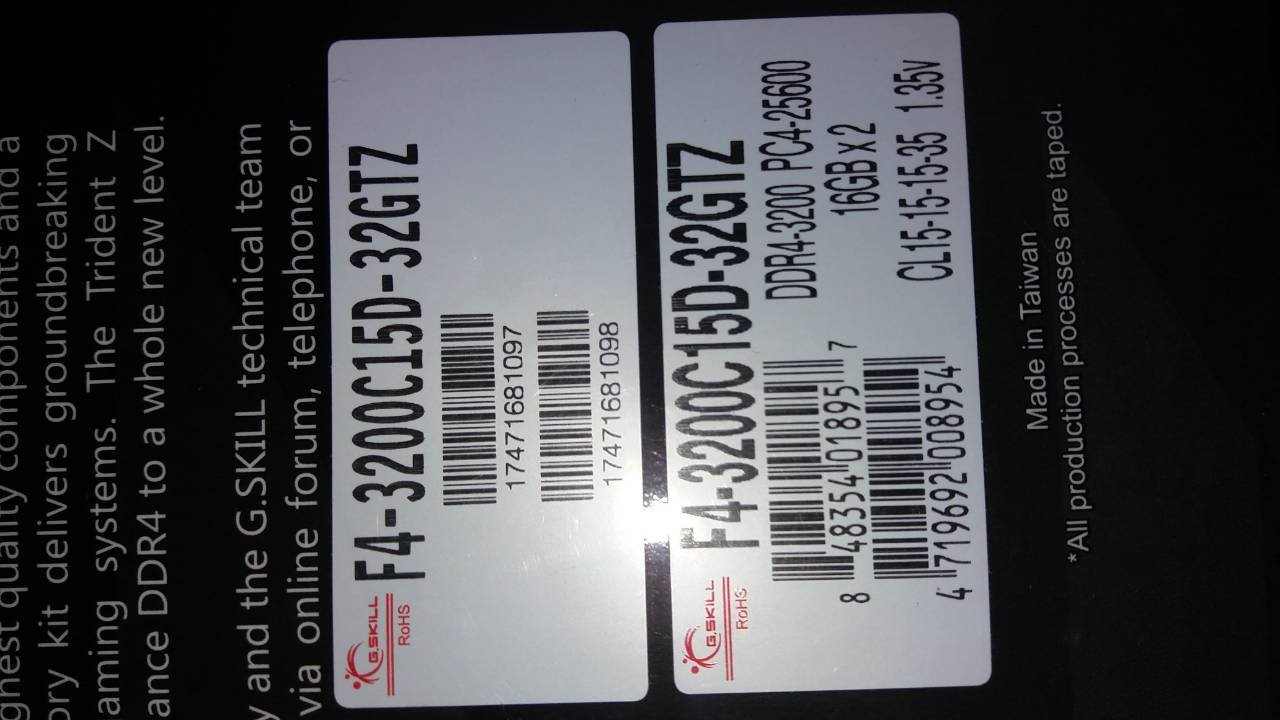 ghest quality components and a
ory kit delivers groundbreaking
aming systems. The Trident Z
ance DDR4 to a whole new level.
y and the G.SKILL technical team
via online forum, telephone, or
G.SKILL
RoHS
F4-3200C15D-32GTZ
17471681097
17471681098
G.SKILL
RoHS
F4-3200C15D-32GTZ
DDR4-3200 PC4-25600
16GB x 2
CL15-15-15-35 1.35v
8 48354 01895 7
4 719692 008954
Made in Taiwan
*All production processes are taped.